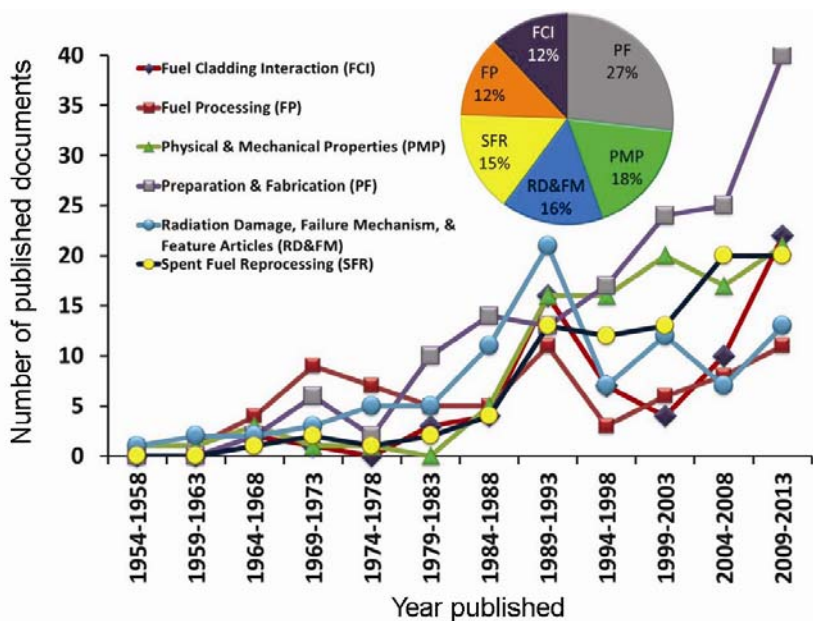 Number of published documents
40
35
30
25
20
15
10
5
0
Fuel Cladding Interaction (FCI)
Fuel Processing (FP)
Physical & Mechanical Properties (PMP)
Preparation & Fabrication (PF)
Radiation Damage, Failure Mechanism, &
Feature Articles (RD&FM)
Spent Fuel Reprocessing (SFR)
FCI
12%
PF
27%
FP
12%
SFR
15%
PMP
18%
RD&FM
16%
1954-1958
1959-1963
1964-1968
1969-1973
1974-1978
1979-1983
1984-1988
1989-1993
1994-1998
1999-2003
2004-2008
2009-2013
Year published